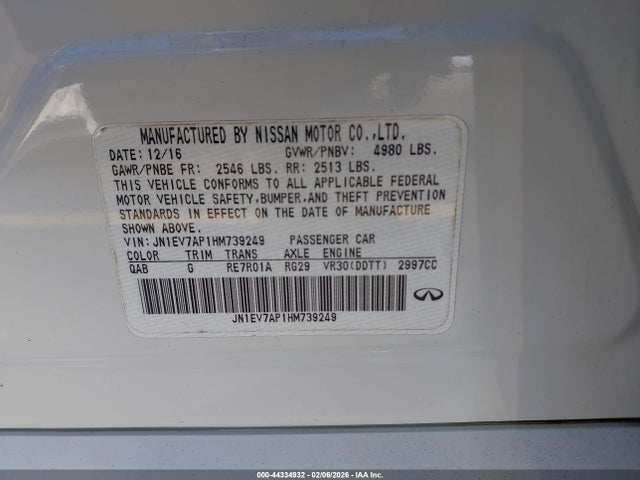 MANUFACTURED BY NISSAN MOTOR CO.,LTD.
DATE: 12/16 GVWR/PNBV: 4980 LBS.
GAWR/PNBE FR: 2546 LBS. RR: 2513 LBS.
THIS VEHICLE CONFORMS TO ALL APPLICABLE FEDERAL
MOTOR VEHICLE SAFETY, BUMPER, AND THEFT PREVENTION
STANDARDS IN EFFECT ON THE DATE OF MANUFACTURE
SHOWN ABOVE.
VIN: JN1EV7AP1HM739249 PASSENGER CAR
COLOR TRIM TRANS AXLE ENGINE
QAB G RE7R01A RG29 VR30(DDTT) 2997CC
JN1EV7AP1HM739249
000-44334932 - 02/06/2026 - IAA Inc.